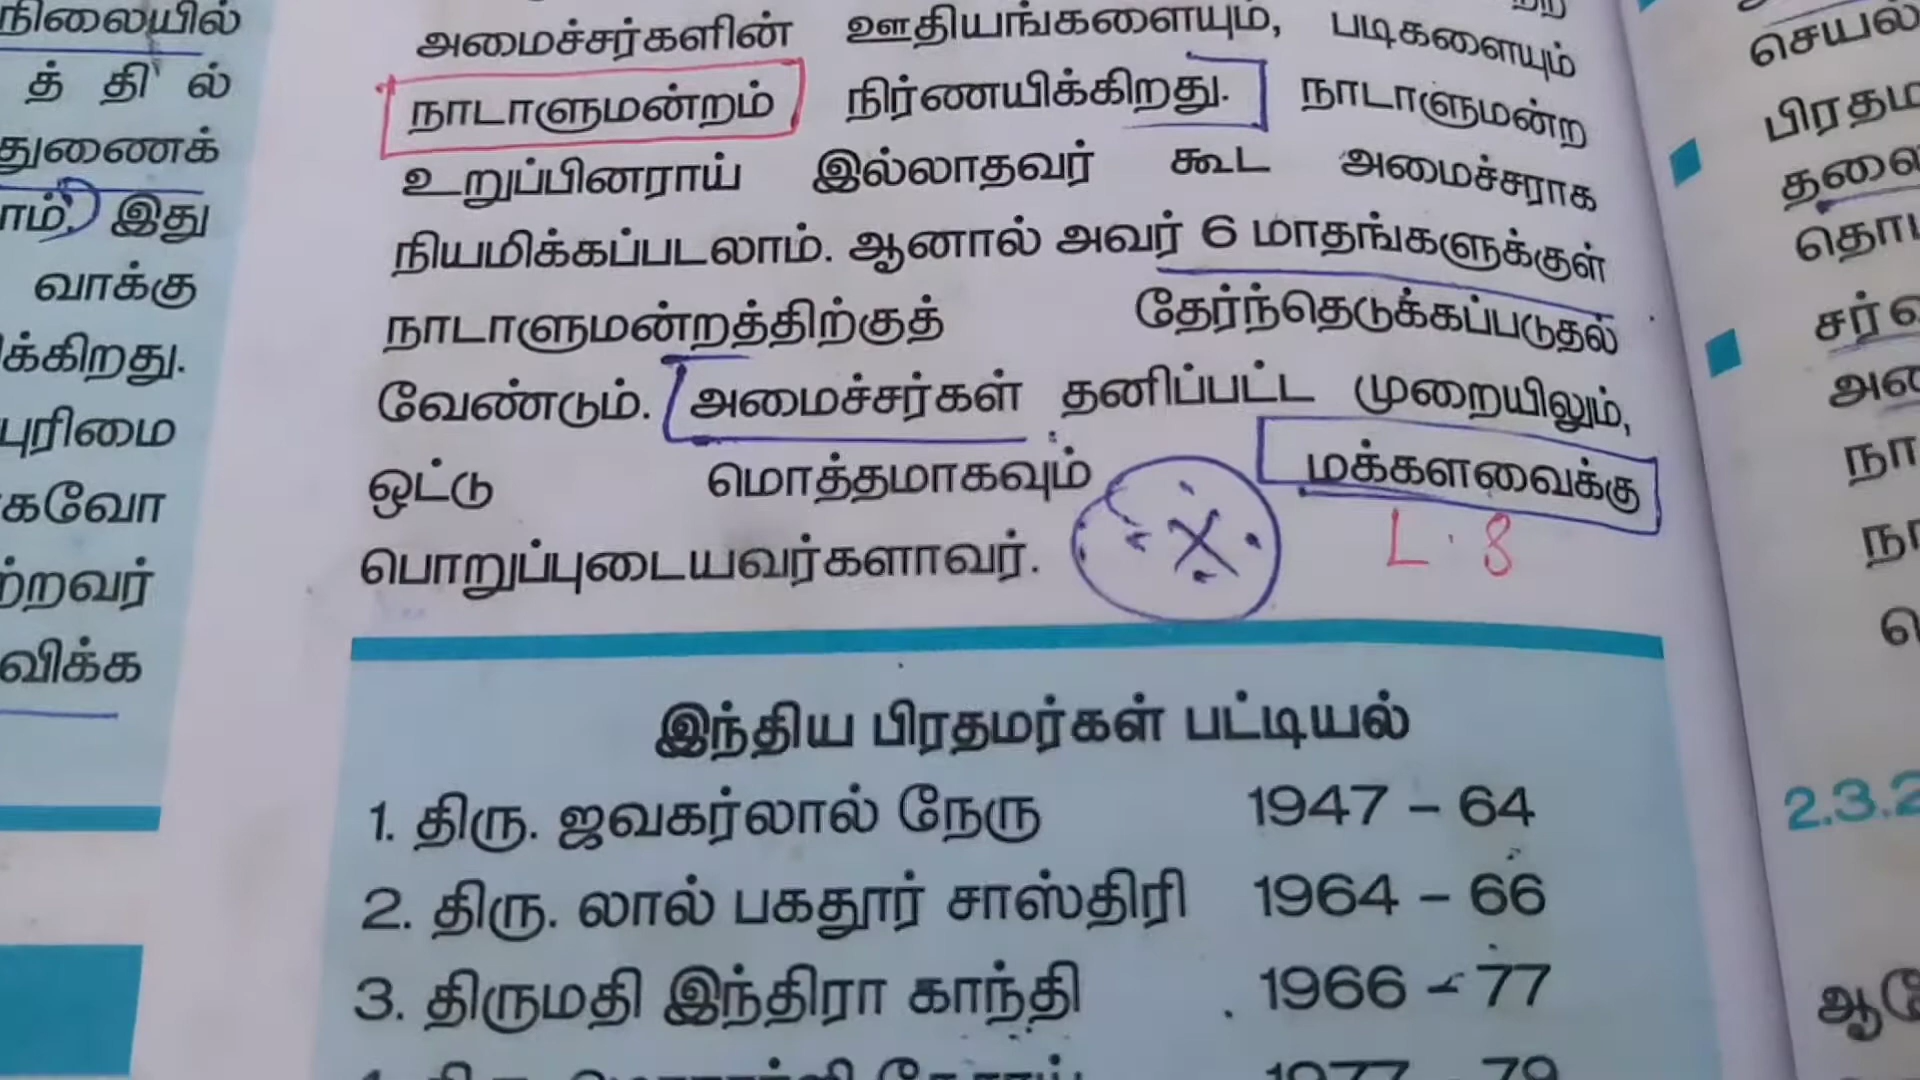 நிலையில்
த் தி ல்
துணைக்
இது
வாக்கு
க்கிறது.
புரிமை
கவோ
ற்றவர்
விக்க
அமைச்சர்களின் ஊதியங்களையும், படிகளையும்
நாடாளுமன்றம் நிர்ணயிக்கிறது. நாடாளுமன்ற
உறுப்பினராய் இல்லாதவர் கூட அமைச்சராக
நியமிக்கப்படலாம். ஆனால் அவர் 6 மாதங்களுக்குள்
நாடாளுமன்றத்திற்குத் தேர்ந்தெடுக்கப்படுதல்
வேண்டும். அமைச்சர்கள் தனிப்பட்ட முறையிலும்,
ஒட்டு மொத்தமாகவும் மக்களவைக்கு
பொறுப்புடையவர்களாவர். L.S
இந்திய பிரதமர்கள் பட்டியல்
1. திரு. ஜவகர்லால் நேரு 1947 – 64
2. திரு. லால் பகதூர் சாஸ்திரி 1964 – 66
3. திருமதி இந்திரா காந்தி 1966 – 77
1977 – 79
செயல்
பிரதம
தலை
2.3.2